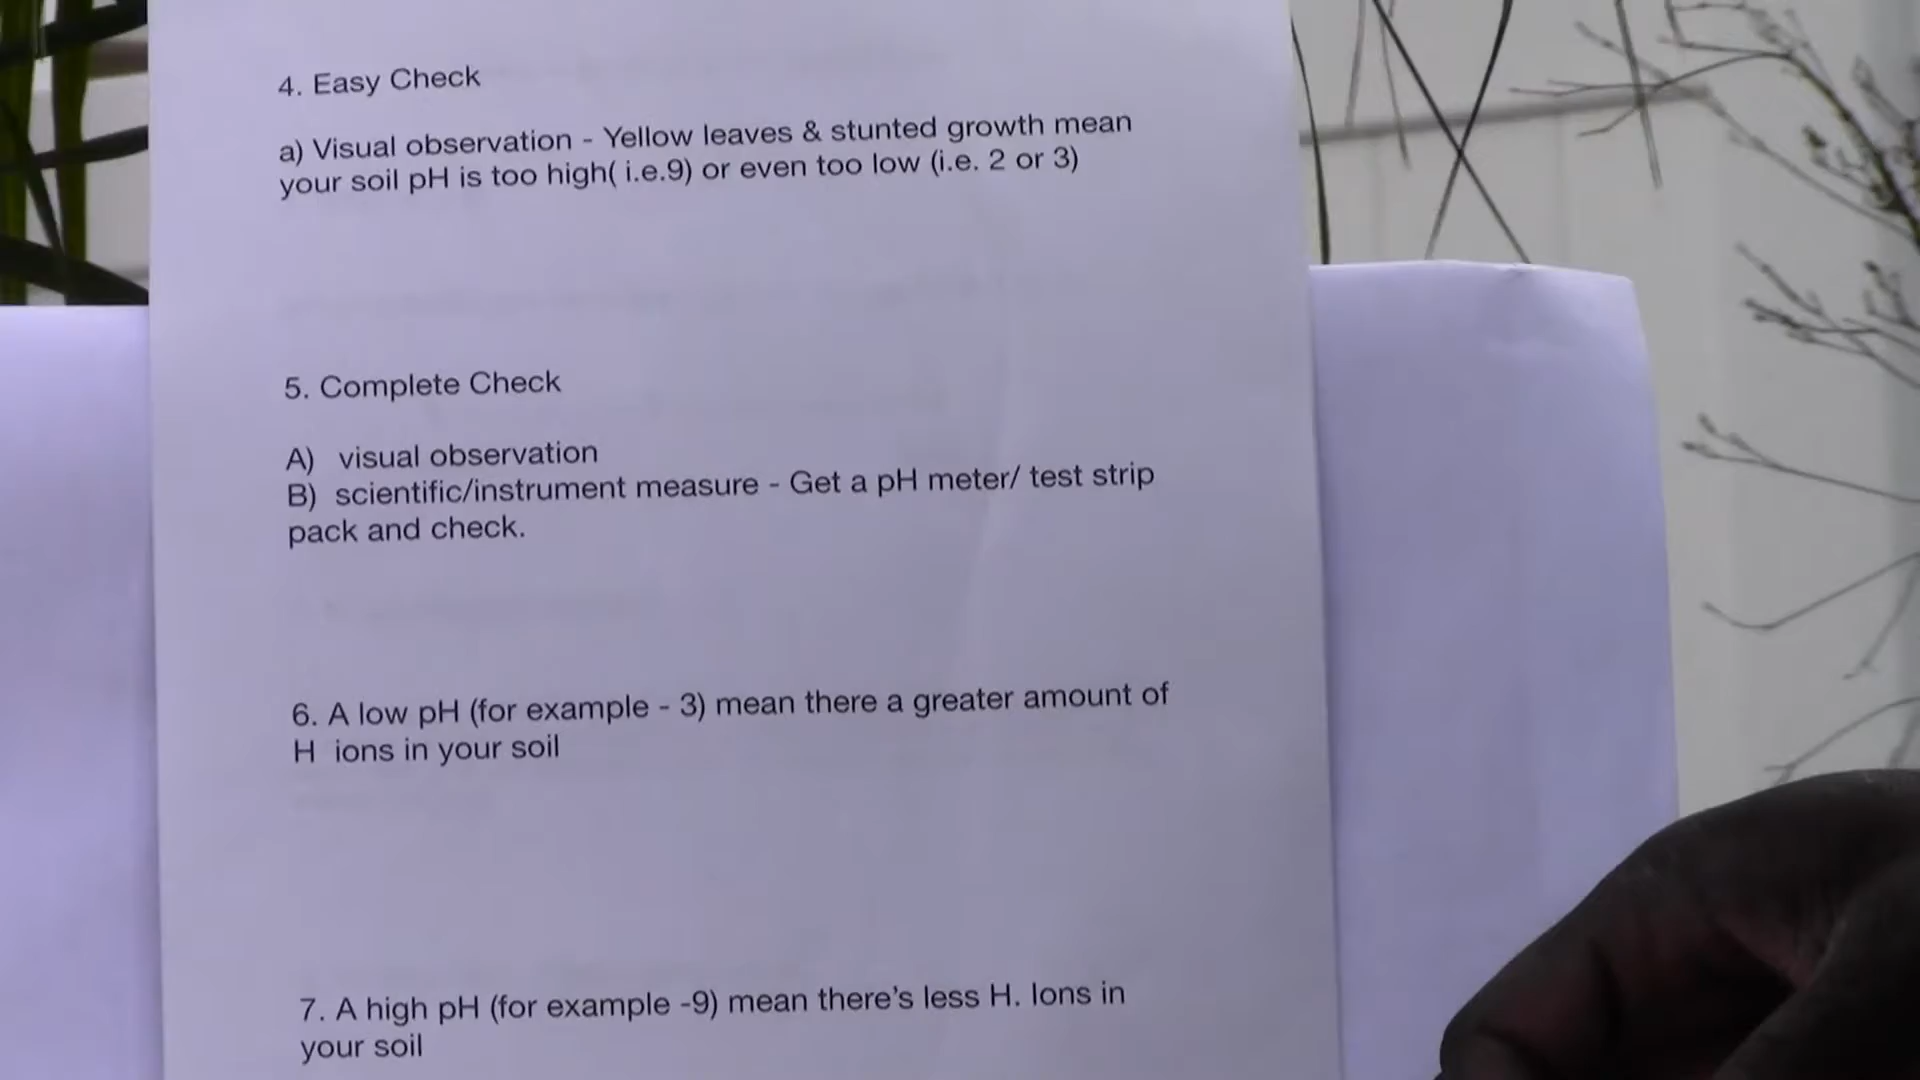 4. Easy Check
a) Visual observation - Yellow leaves & stunted growth mean
your soil pH is too high( i.e.9) or even too low (i.e. 2 or 3)
5. Complete Check
A) visual observation
B) scientific/instrument measure - Get a pH meter/ test strip
pack and check.
6. A low pH (for example - 3) mean there a greater amount of
H ions in your soil
7. A high pH (for example -9) mean there's less H. Ions in
your soil